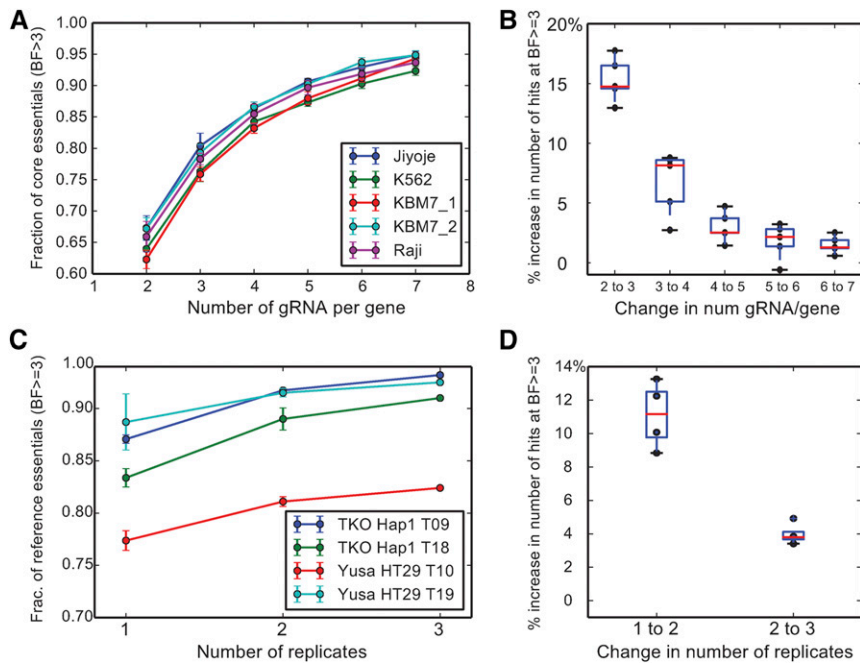 A
Fraction of core essentials (BF>3)
1.00
0.95
0.90
0.85
0.80
0.75
0.70
0.65
0.60
Jiyoje
K562
KBM7_1
KBM7_2
Raji
1 2 3 4 5 6 7 8
Number of gRNA per gene
B
% increase in number of hits at BF>=3
20%
15
10
5
0
2 to 3 3 to 4 4 to 5 5 to 6 6 to 7
Change in num gRNA/gene
C
Frac. of reference essentials (BF>=3)
1.00
0.90
0.85
0.80
0.75
0.70
TKO Hap1 T09
TKO Hap1 T18
Yusa HT29 T10
Yusa HT29 T19
1 2 3
Number of replicates
D
% increase in number of hits at BF>=3
14%
12
10
8
6
4
2
0
1 to 2 2 to 3
Change in number of replicates